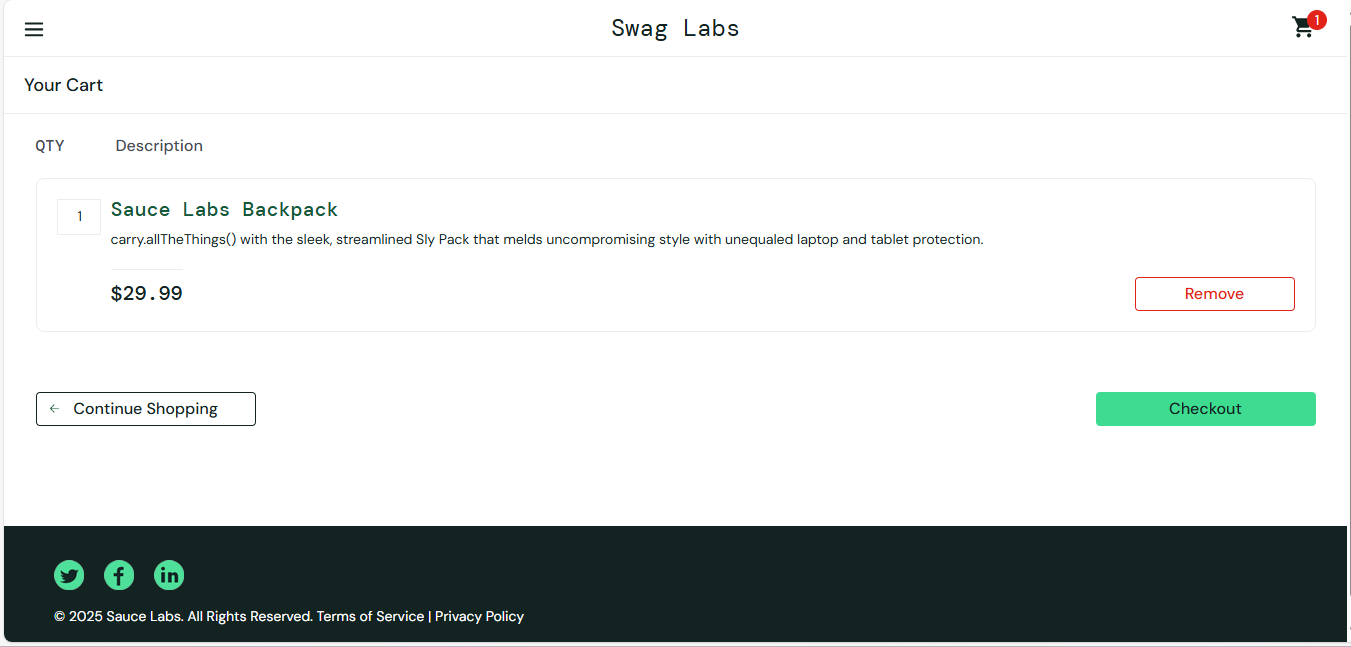 Swag Labs
1
Your Cart
QTY Description
1
Sauce Labs Backpack
carry.allTheThings() with the sleek, streamlined Sly Pack that melds uncompromising style with unequaled laptop and tablet protection.
$29.99
Remove
Continue Shopping
Checkout
© 2025 Sauce Labs. All Rights Reserved. Terms of Service | Privacy Policy